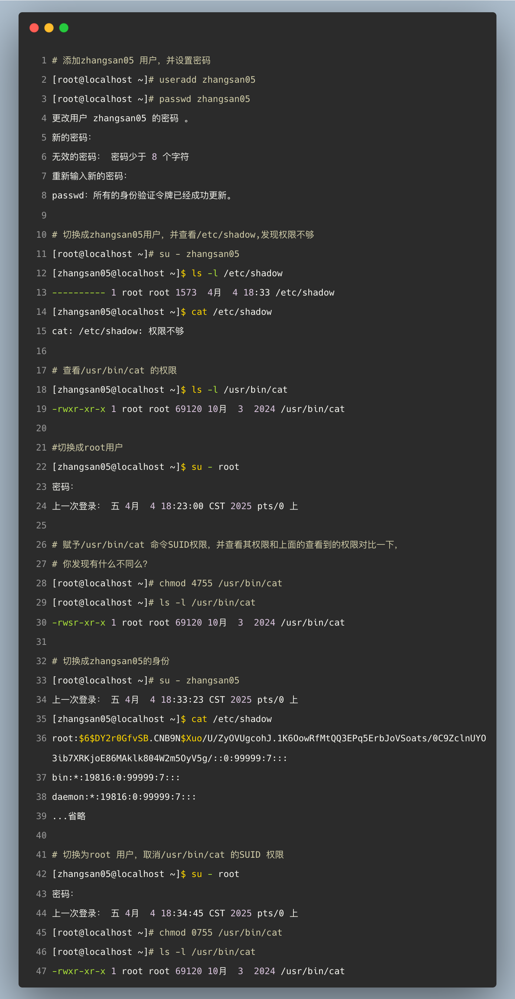 1 # 添加zhangsan05 用户，并设置密码
2 [root@localhost ~]# useradd zhangsan05
3 [root@localhost ~]# passwd zhangsan05
4 更改用户 zhangsan05 的密码 。
5 新的密码：
6 无效的密码： 密码少于 8 个字符
7 重新输入新的密码：
8 passwd：所有的身份验证令牌已经成功更新。
9
10 # 切换成zhangsan05用户，并查看/etc/shadow,发现权限不够
11 [root@localhost ~]# su - zhangsan05
12 [zhangsan05@localhost ~]$ ls -l /etc/shadow
13 ---------- 1 root root 1573  4月  4 18:33 /etc/shadow
14 [zhangsan05@localhost ~]$ cat /etc/shadow
15 cat: /etc/shadow: 权限不够
16
17 # 查看/usr/bin/cat 的权限
18 [zhangsan05@localhost ~]$ ls -l /usr/bin/cat
19 -rwxr-xr-x 1 root root 69120 10月  3  2024 /usr/bin/cat
20
21 #切换成root用户
22 [zhangsan05@localhost ~]$ su - root
23 密码：
24 上一次登录： 五 4月  4 18:23:00 CST 2025 pts/0 上
25
26 # 赋予/usr/bin/cat 命令SUID权限，并查看其权限和上面的查看到的权限对比一下，
27 # 你发现有什么不同么？
28 [root@localhost ~]# chmod 4755 /usr/bin/cat
29 [root@localhost ~]# ls -l /usr/bin/cat
30 -rwsr-xr-x 1 root root 69120 10月  3  2024 /usr/bin/cat
31
32 # 切换成zhangsan05的身份
33 [root@localhost ~]# su - zhangsan05
34 上一次登录： 五 4月  4 18:33:23 CST 2025 pts/0 上
35 [zhangsan05@localhost ~]$ cat /etc/shadow
36 root:$6$DY2r0GfvSB.CNB9N$Xuo/U/ZyOVUgcohJ.1K6OowRfMtQQ3EPq5ErbJoVSoats/0C9ZclnUYO
3ib7XRKjoE86MAklk804W2m5OyV5g/::0:99999:7:::
37 bin:*:19816:0:99999:7:::
38 daemon:*:19816:0:99999:7:::
39 ...省略
40
41 # 切换为root 用户，取消/usr/bin/cat 的SUID 权限
42 [zhangsan05@localhost ~]$ su - root
43 密码：
44 上一次登录： 五 4月  4 18:34:45 CST 2025 pts/0 上
45 [root@localhost ~]# chmod 0755 /usr/bin/cat
46 [root@localhost ~]# ls -l /usr/bin/cat
47 -rwxr-xr-x 1 root root 69120 10月  3  2024 /usr/bin/cat